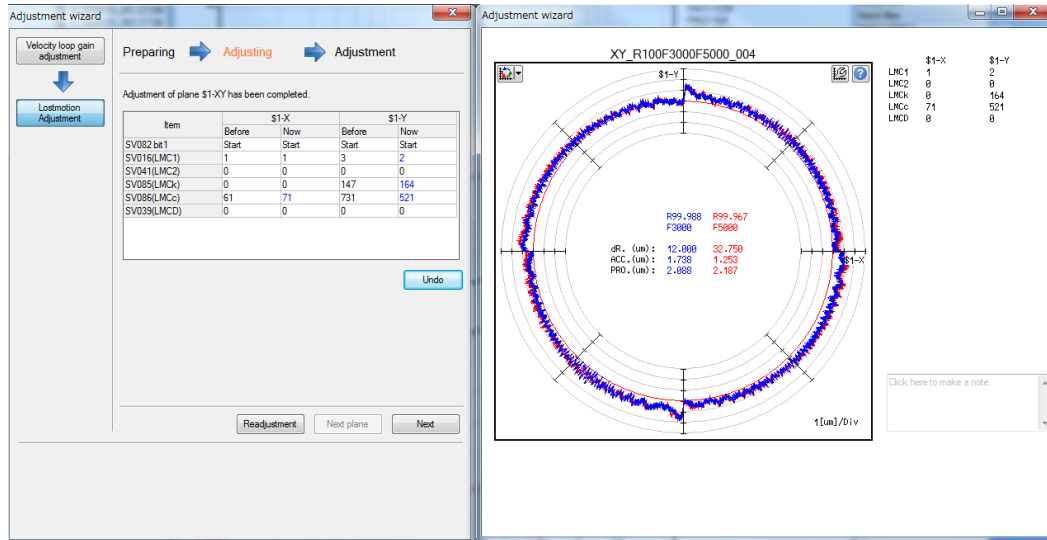 Adjustment wizard
Velocity loop gain
adjustment
Lostmotion
Adjustment
Preparing Adjusting Adjustment
Adjustment of plane $1-XY has been completed.
Item $1-X $1-Y
Before Now Before Now
SV082 bit1 Start Start Start Start
SV016(LMC1) 1 1 3 2
SV041(LMC2) 0 0 0 0
SV085(LMCk) 0 0 147 164
SV086(LMCc) 61 71 731 521
SV039(LMCD) 0 0 0 0
Undo
Readjustment Next plane Next
Adjustment wizard
XY_R100F3000F5000_004
$1-Y
R99.988 R99.967
F3000 F5000
dR. (um): 12.000 32.750
ACC.(um): 1.738 1.253
PRO.(um): 2.088 2.187
$1-X
1[um]/Div
$1-X $1-Y
LMC1 1 2
LMC2 0 0
LMCk 0 164
LMCc 71 521
LMCD 0 0
Click here to make a note.